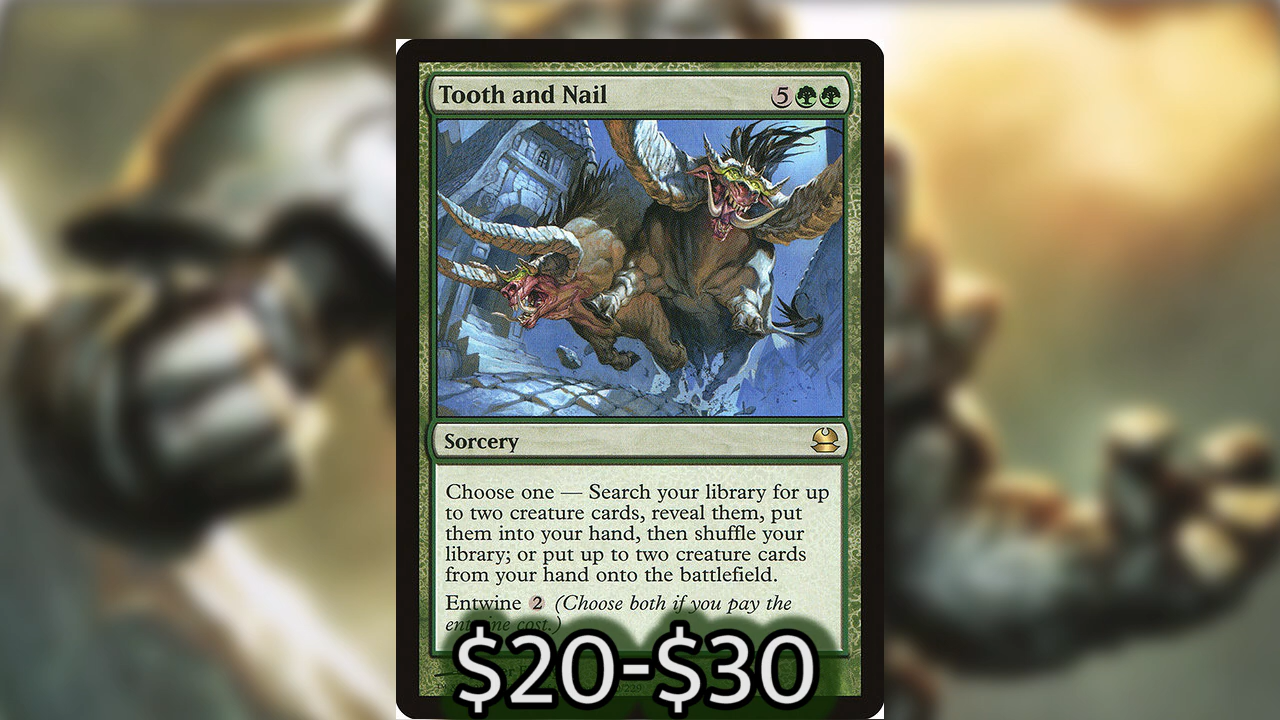 Tooth and Nail 5
Sorcery
Choose one — Search your library for up
to two creature cards, reveal them, put
them into your hand, then shuffle your
library; or put up to two creature cards
from your hand onto the battlefield.
Entwine 2 (Choose both if you pay the
entwine cost.)
$20-$30